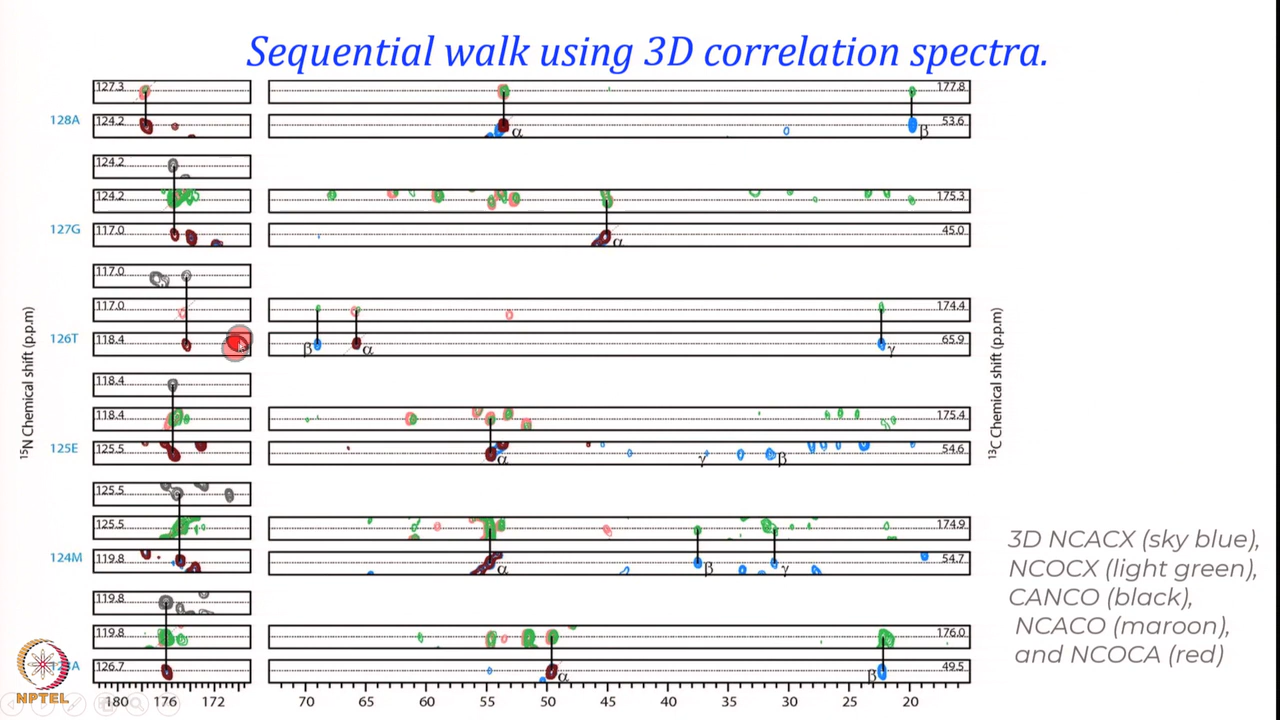 Sequential walk using 3D correlation spectra.
127.3 177.8
128A 124.2 53.6
α β
124.2
124.2 175.3
127G 117.0 45.0
α
117.0
117.0 174.4
126T 118.4 65.9
β α γ
118.4
118.4 175.4
125E 125.5 54.6
α γ β
125.5
125.5 174.9
124M 119.8 54.7
α β γ
119.8
119.8 176.0
3A 126.7 49.5
α β
180 176 172 70 65 60 55 50 45 40 35 30 25 20
15N Chemical shift (p.p.m)
13C Chemical shift (p.p.m)
3D NCACX (sky blue),
NCOCX (light green),
CANCO (black),
NCACO (maroon),
and NCOCA (red)
NPTEL